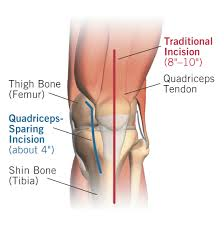 Traditional
Incision
(8"-10")
Thigh Bone
(Femur)
Quadriceps
Tendon
Quadriceps-
Sparing
Incision
(about 4")
Shin Bone
(Tibia)